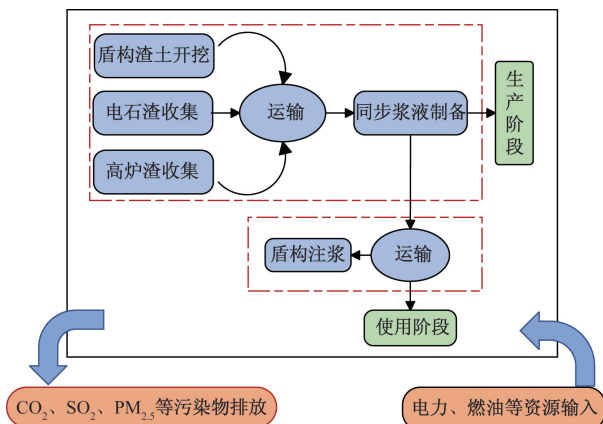 盾构渣土开挖
电石渣收集
高炉渣收集
运输
同步浆液制备
生产阶段
盾构注浆
运输
使用阶段
CO₂、SO₂、PM₂.₅等污染物排放
电力、燃油等资源输入